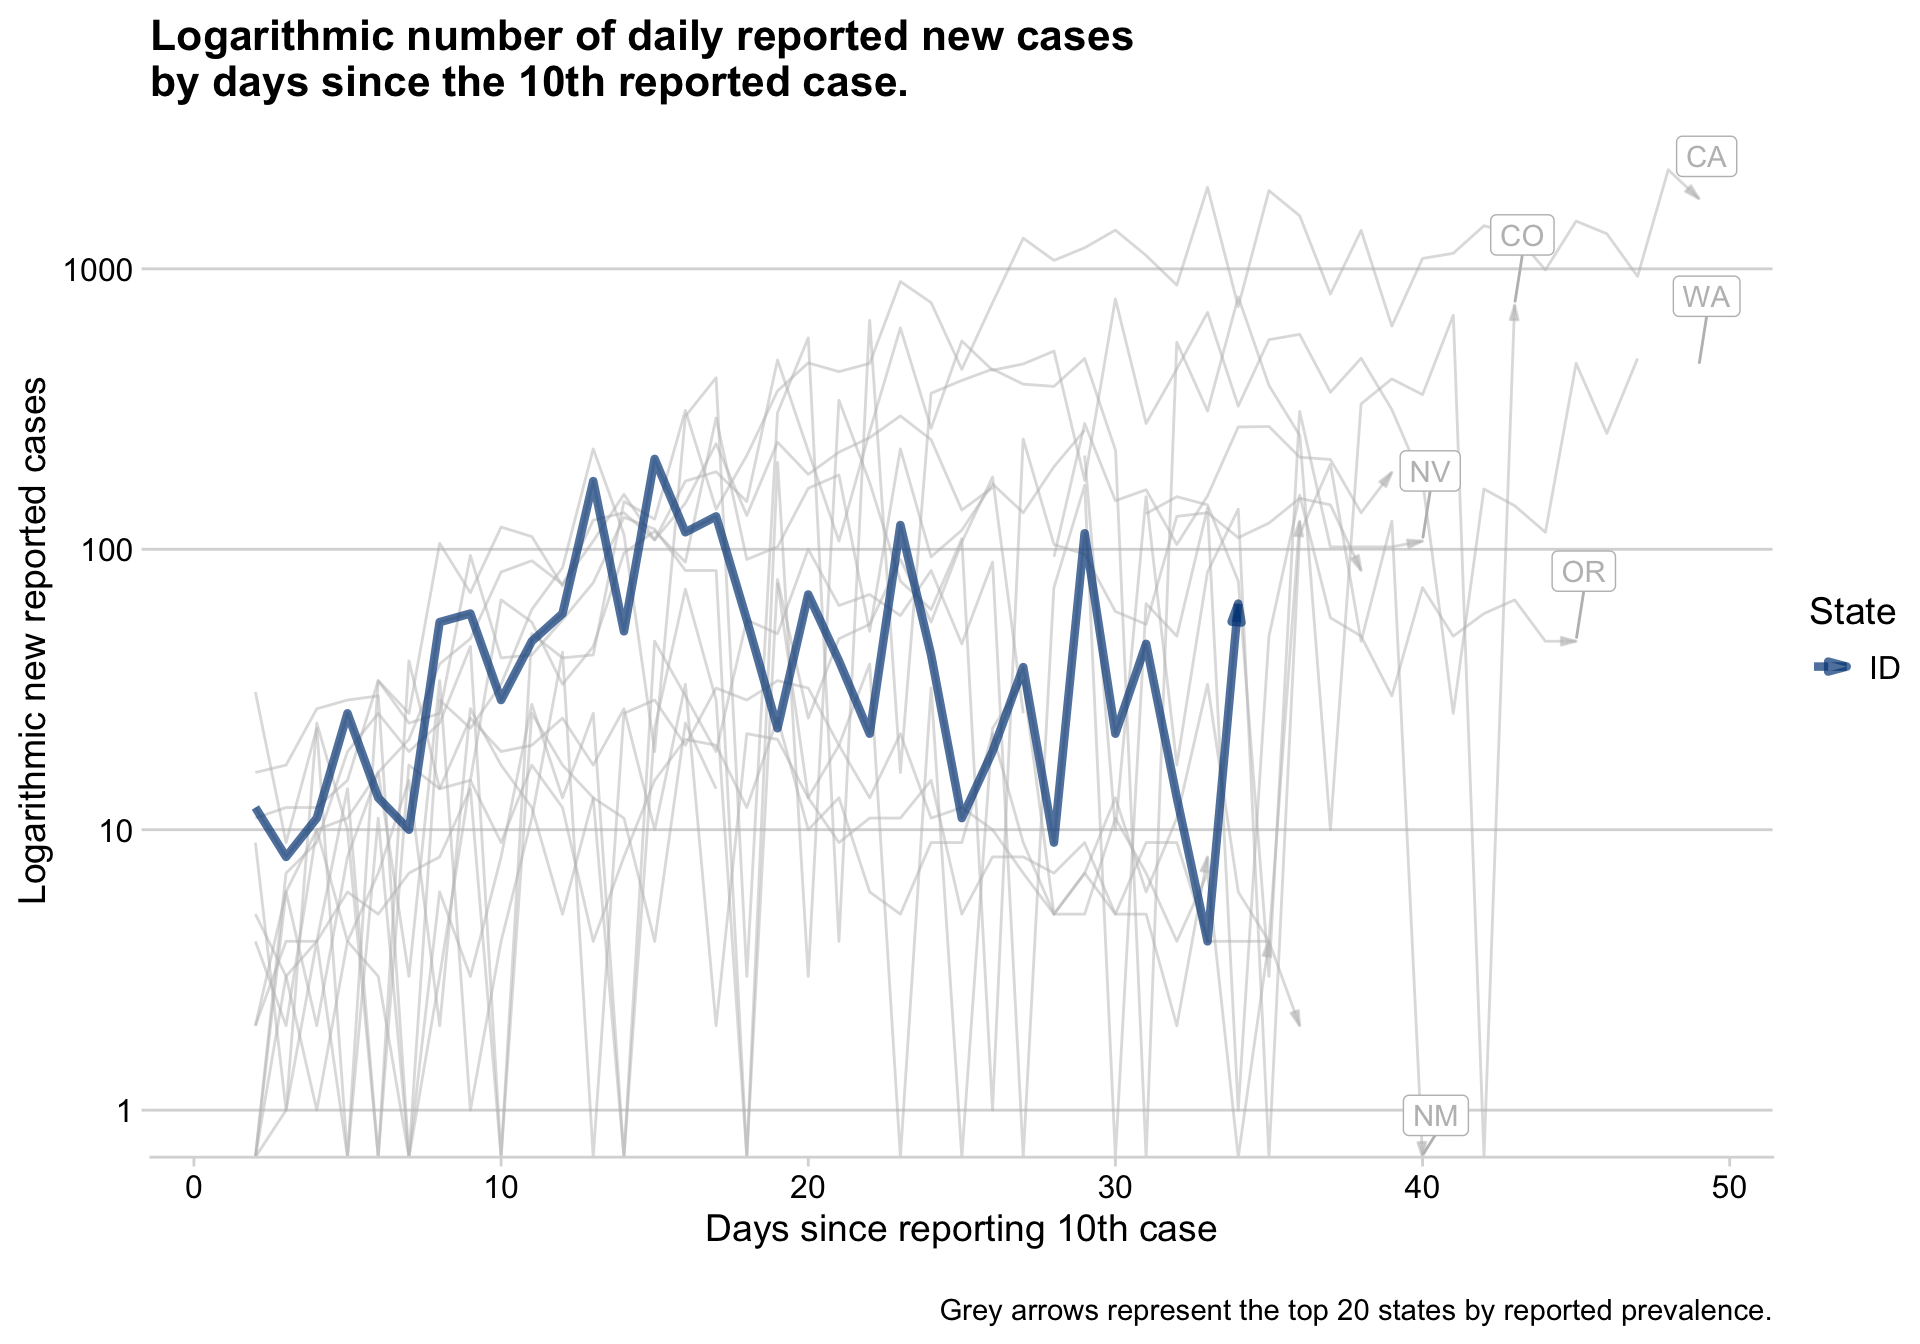 Logarithmic number of daily reported new cases
by days since the 10th reported case.
Logarithmic new reported cases
1000
100
10
1
CA
CO
WA
NV
OR
NM
State
ID
0 10 20 30 40 50
Days since reporting 10th case
Grey arrows represent the top 20 states by reported prevalence.